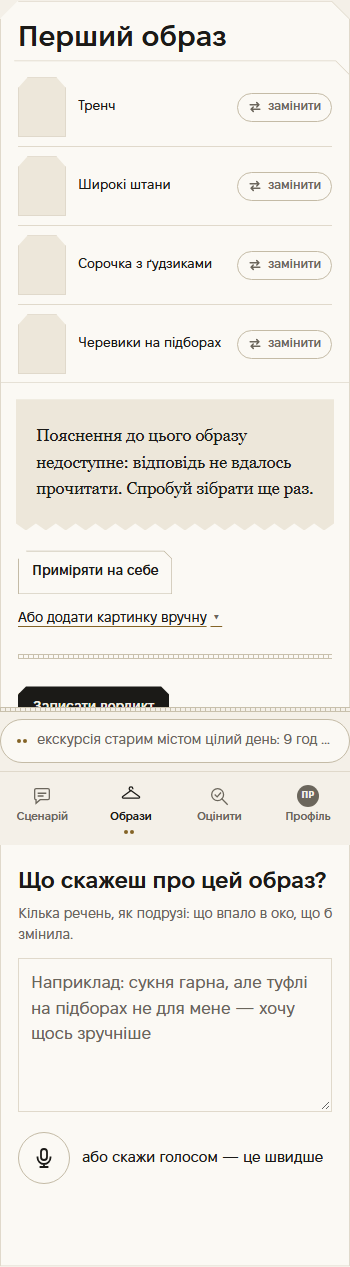 Перший образ
Тренч
замінити
Широкі штани
замінити
Сорочка з ґудзиками
замінити
Черевики на підборах
замінити
Пояснення до цього образу
недоступне: відповідь не вдалось
прочитати. Спробуй зібрати ще раз.
Приміряти на себе
Або додати картинку вручну
Записати вердикт
екскурсія старим містом цілий день: 9 год ...
Сценарій
Образи
Оцінити
ПР
Профіль
Що скажеш про цей образ?
Кілька речень, як подрузі: що впало в око, що б
змінила.
Наприклад: сукня гарна, але туфлі
на підборах не для мене — хочу
щось зручніше
або скажи голосом — це швидше